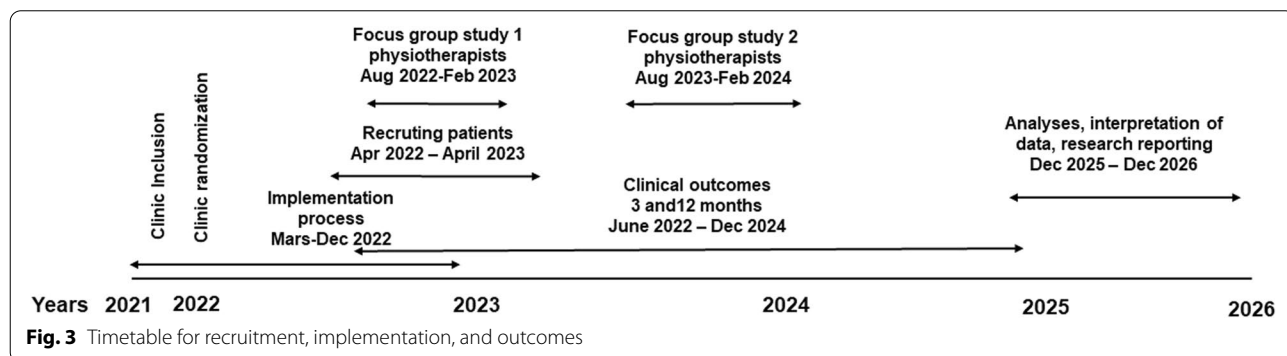 Focus group study 1
physiotherapists
Aug 2022-Feb 2023
Focus group study 2
physiotherapists
Aug 2023-Feb 2024
Clinic Inclusion
Clinic randomization
Recruting patients
Apr 2022 – April 2023
Analyses, interpretation of
data, research reporting
Dec 2025 – Dec 2026
Implementation
process
Mars-Dec 2022
Clinical outcomes
3 and12 months
June 2022 – Dec 2024
Years 2021 2022 2023 2024 2025 2026
Fig. 3 Timetable for recruitment, implementation, and outcomes